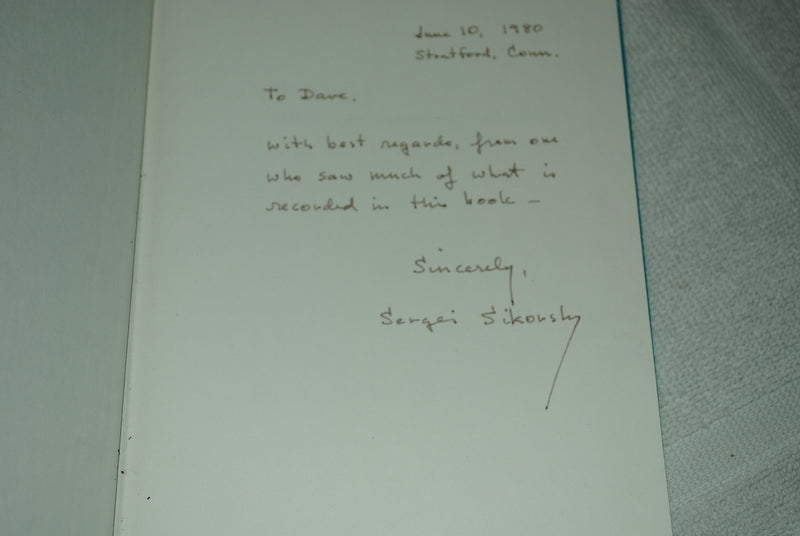 June 10, 1980
Stratford, Conn.
To Dave,
with best regards, from one
who saw much of what is
recorded in this book –
Sincerely,
Sergei Sikorsky